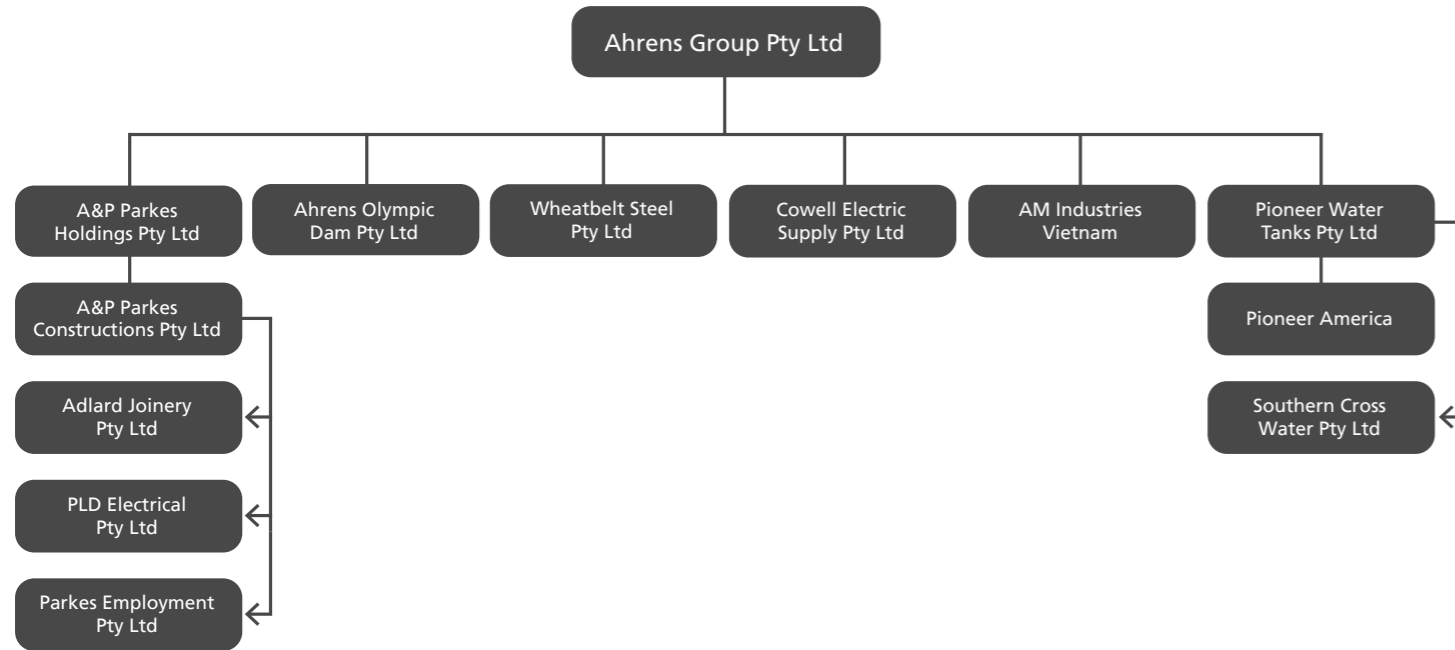 Ahrens Group Pty Ltd
A&P Parkes
Holdings Pty Ltd
Ahrens Olympic
Dam Pty Ltd
Wheatbelt Steel
Pty Ltd
Cowell Electric
Supply Pty Ltd
AM Industries
Vietnam
Pioneer Water
Tanks Pty Ltd
A&P Parkes
Constructions Pty Ltd
Pioneer America
Adlard Joinery
Pty Ltd
Southern Cross
Water Pty Ltd
PLD Electrical
Pty Ltd
Parkes Employment
Pty Ltd